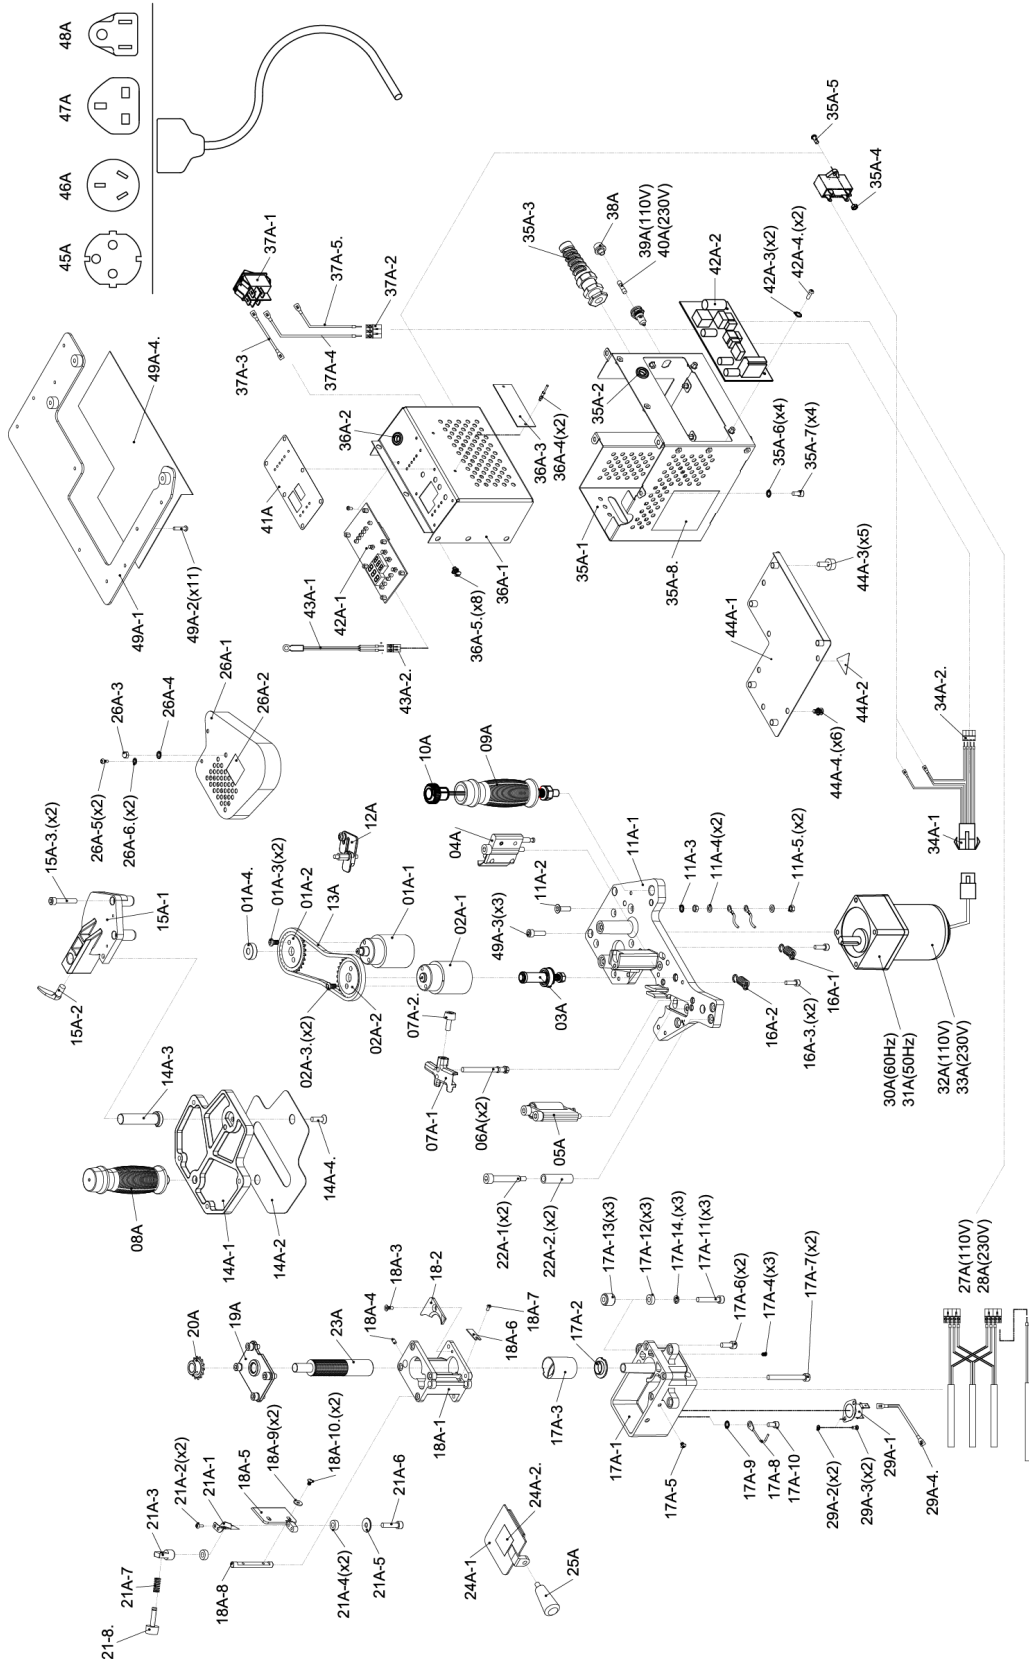 48A
47A
46A
45A
37A-1
37A-5.
37A-2
37A-3
37A-4
35A-3
38A
39A(110V)
40A(230V)
35A-5
35A-4
42A-2
42A-3(x2)
42A-4.(x2)
49A-4.
49A-1
49A-2(x11)
36A-2
41A
36A-3
36A-4(x2)
42A-1
43A-1
36A-1
36A-5.(x8)
43A-2.
35A-2
35A-1
35A-6(x4)
35A-7(x4)
35A-8.
44A-3(x5)
44A-1
44A-2
44A-4.(x6)
34A-2.
34A-1
26A-1
26A-3
26A-4
26A-2
26A-5(x2)
26A-6.(x2)
15A-3.(x2)
15A-1
15A-2
12A
10A
09A
01A-4.
01A-3(x2)
01A-2
13A
01A-1
02A-1
02A-3.(x2)
02A-2
04A
11A-2
11A-1
49A-3(x3)
03A
11A-3
11A-4(x2)
11A-5.(x2)
16A-1
16A-2
16A-3.(x2)
07A-2.
07A-1
06A(x2)
05A
30A(60Hz)
31A(50Hz)
32A(110V)
33A(230V)
14A-3
14A-4.
08A
14A-1
14A-2
22A-1(x2)
22A-2.(x2)
20A
19A
23A
18A-4
18A-3
18-2
18A-7
18A-6
18A-1
17A-2
17A-3
17A-13(x3)
17A-12(x3)
17A-14.(x3)
17A-11(x3)
17A-6(x2)
17A-4(x3)
17A-7(x2)
17A-1
17A-5
17A-9
17A-8
17A-10
27A(110V)
28A(230V)
29A-2(x2)
29A-3(x2)
29A-1
29A-4.
21-8.
21A-7
21A-3
21A-2(x2)
21A-1
18A-5
18A-9(x2)
18A-10.(x2)
18A-8
21A-4(x2)
21A-5
21A-6
24A-2.
24A-1
25A